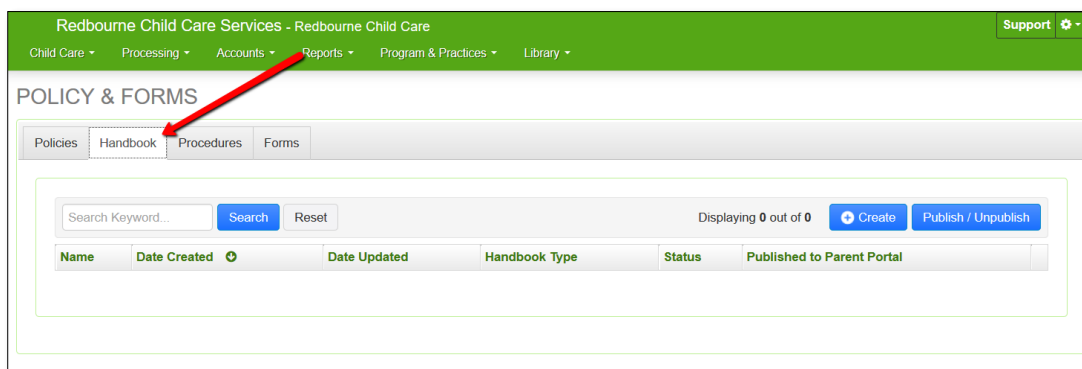 Redbourne Child Care Services - Redbourne Child Care Support
Child Care Processing Accounts Reports Program & Practices Library
POLICY & FORMS
Policies Handbook Procedures Forms
Search Keyword... Search Reset Displaying 0 out of 0 Create Publish / Unpublish
Name Date Created Date Updated Handbook Type Status Published to Parent Portal